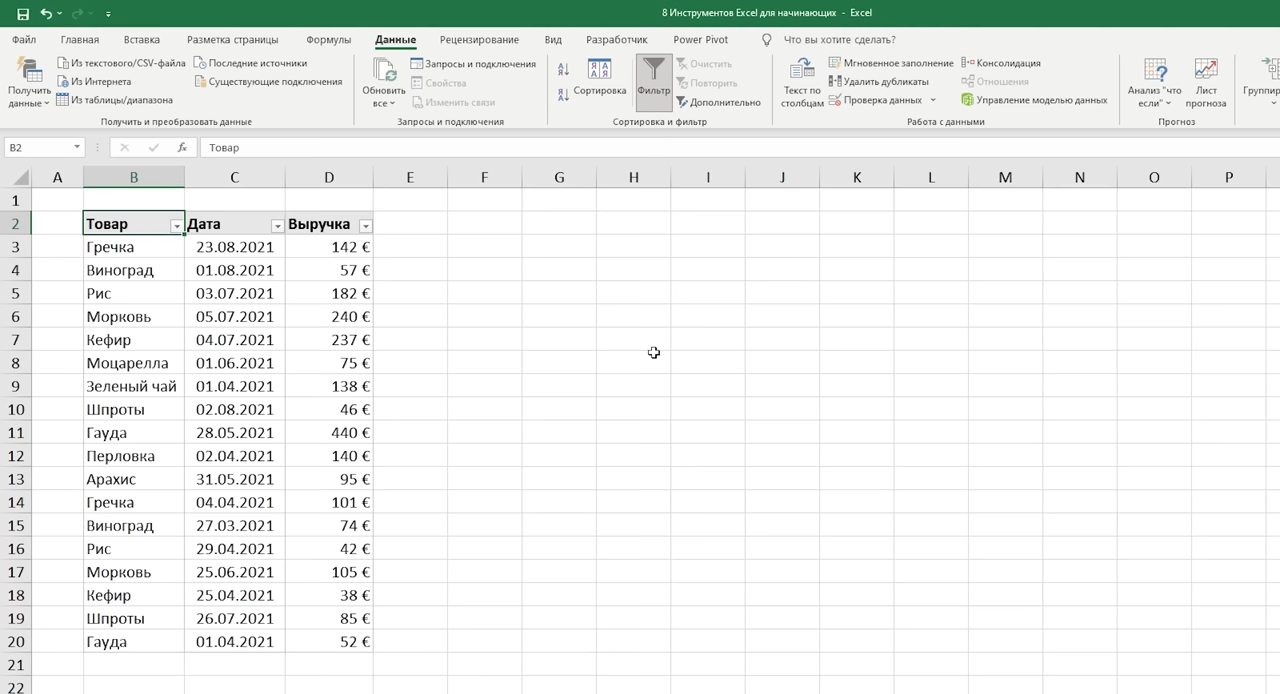 8 Инструментов Excel для начинающих - Excel
Файл Главная Вставка Разметка страницы Формулы Данные Рецензирование Вид Разработчик Power Pivot Что вы хотите сделать?
Получить данные
Из текстового/CSV-файла
Из Интернета
Из таблицы/диапазона
Последние источники
Существующие подключения
Получить и преобразовать данные
Обновить все
Запросы и подключения
Свойства
Изменить связи
Запросы и подключения
Сортировка
Фильтр
Очистить
Повторить
Дополнительно
Сортировка и фильтр
Текст по столбцам
Мгновенное заполнение
Удалить дубликаты
Проверка данных
Консолидация
Отношения
Управление моделью данных
Работа с данными
Анализ "что если"
Лист прогноза
Прогноз
B2 fx Товар
A B C D E F G H I J K L M N O P
1
2 Товар Дата Выручка
3 Гречка 23.08.2021 142 €
4 Виноград 01.08.2021 57 €
5 Рис 03.07.2021 182 €
6 Морковь 05.07.2021 240 €
7 Кефир 04.07.2021 237 €
8 Моцарелла 01.06.2021 75 €
9 Зеленый чай 01.04.2021 138 €
10 Шпроты 02.08.2021 46 €
11 Гауда 28.05.2021 440 €
12 Перловка 02.04.2021 140 €
13 Арахис 31.05.2021 95 €
14 Гречка 04.04.2021 101 €
15 Виноград 27.03.2021 74 €
16 Рис 29.04.2021 42 €
17 Морковь 25.06.2021 105 €
18 Кефир 25.04.2021 38 €
19 Шпроты 26.07.2021 85 €
20 Гауда 01.04.2021 52 €
21
22